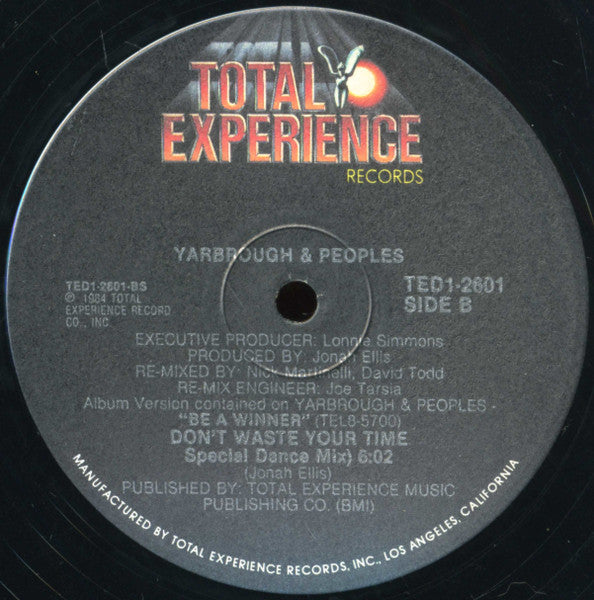 TOTAL
EXPERIENCE
RECORDS
YARBROUGH & PEOPLES
TED1-2601-BS
℗ 1984 TOTAL
EXPERIENCE RECORD
CO., INC.
TED1-2601
SIDE B
EXECUTIVE PRODUCER: Lonnie Simmons
PRODUCED BY: Jonah Ellis
RE-MIXED BY: Nick Martinelli, David Todd
RE-MIX ENGINEER: Joe Tarsia
Album Version contained on YARBROUGH & PEOPLES -
"BE A WINNER" (TEL8-5700)
DON'T WASTE YOUR TIME
Special Dance Mix) 6:02
(Jonah Ellis)
PUBLISHED BY: TOTAL EXPERIENCE MUSIC
PUBLISHING CO. (BMI)
MANUFACTURED BY TOTAL EXPERIENCE RECORDS, INC., LOS ANGELES, CALIFORNIA